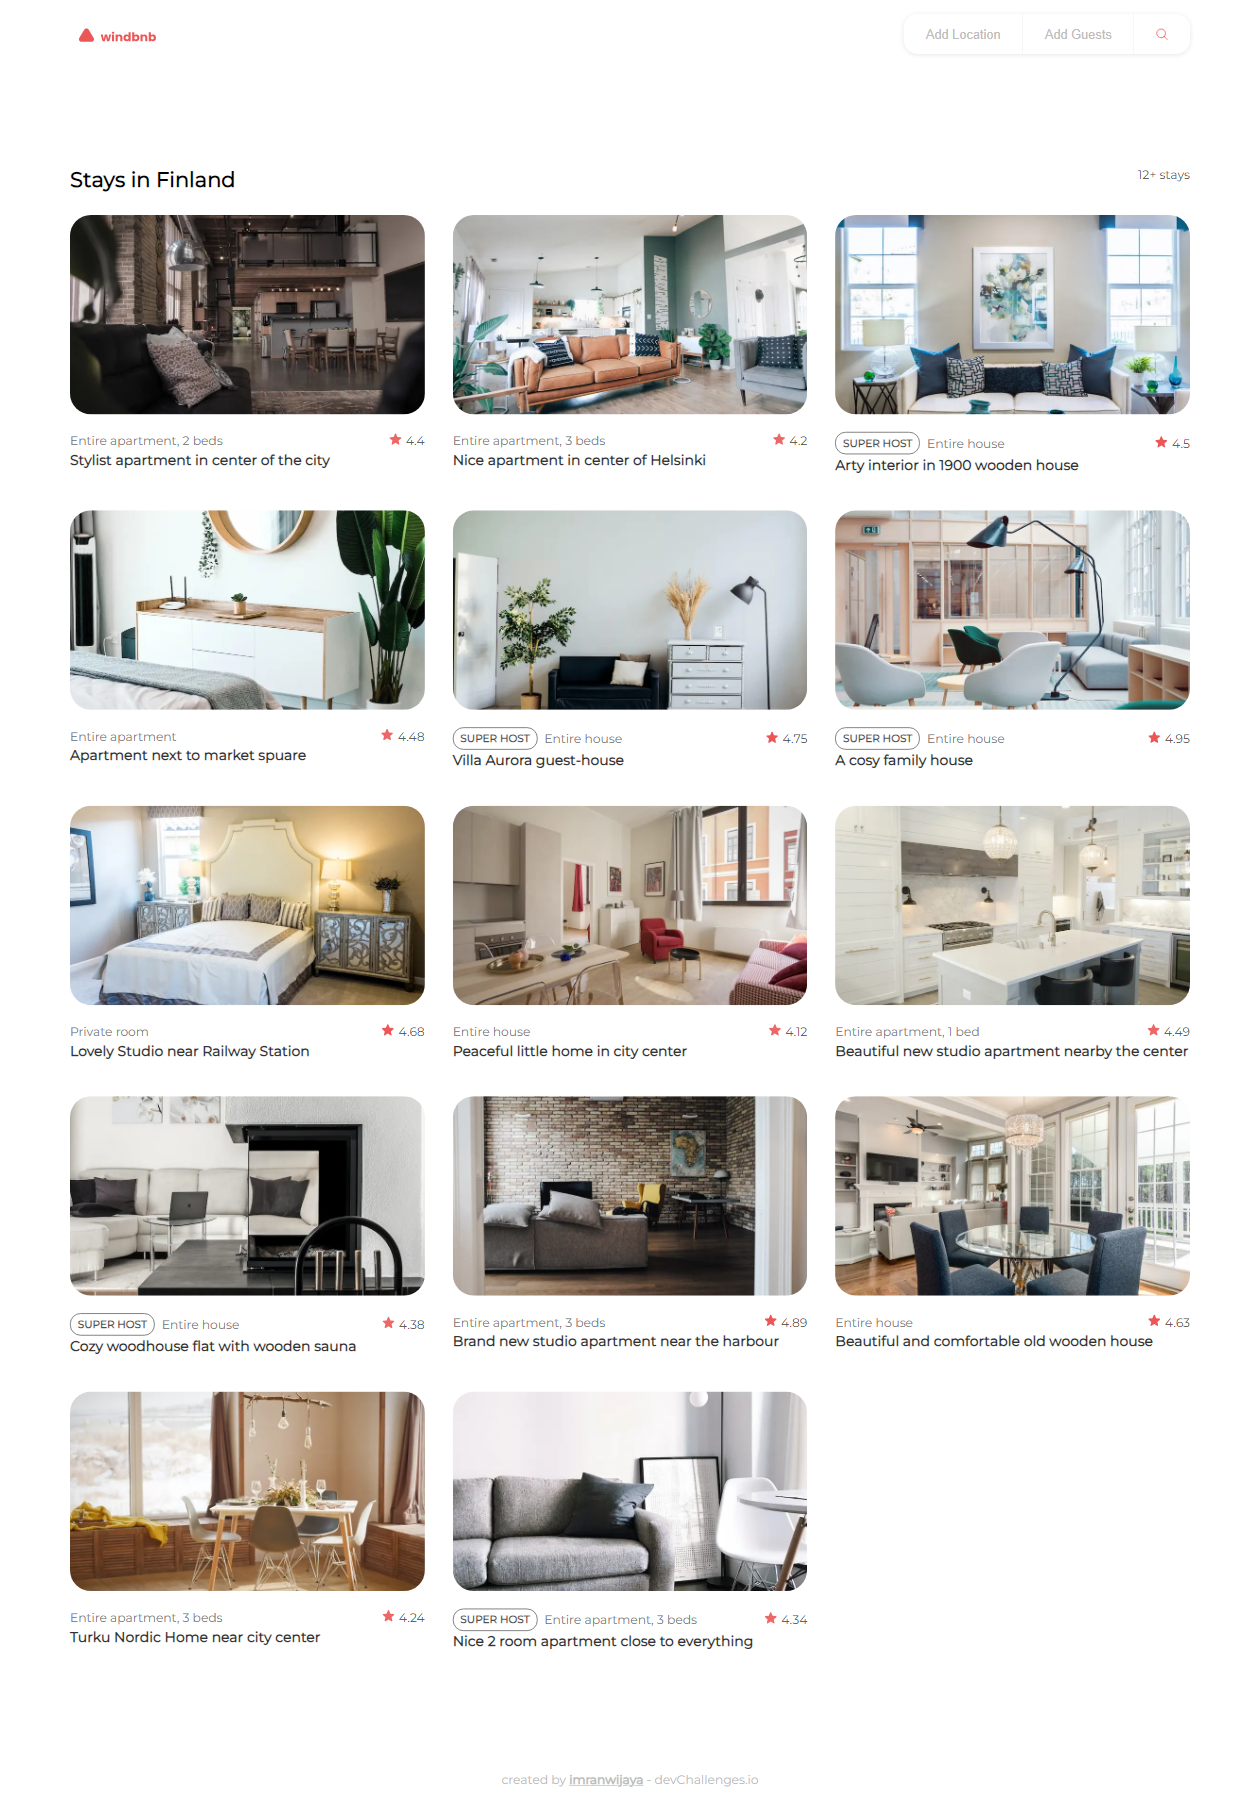 windbnb
Add Location
Add Guests
Stays in Finland
12+ stays
Entire apartment, 2 beds
4.4
Stylist apartment in center of the city
Entire apartment, 3 beds
4.2
Nice apartment in center of Helsinki
SUPER HOST
Entire house
4.5
Arty interior in 1900 wooden house
Entire apartment
4.48
Apartment next to market spuare
SUPER HOST
Entire house
4.75
Villa Aurora guest-house
SUPER HOST
Entire house
4.95
A cosy family house
Private room
4.68
Lovely Studio near Railway Station
Entire house
4.12
Peaceful little home in city center
Entire apartment, 1 bed
4.49
Beautiful new studio apartment nearby the center
SUPER HOST
Entire house
4.38
Cozy woodhouse flat with wooden sauna
Entire apartment, 3 beds
4.89
Brand new studio apartment near the harbour
Entire house
4.63
Beautiful and comfortable old wooden house
Entire apartment, 3 beds
4.24
Turku Nordic Home near city center
SUPER HOST
Entire apartment, 3 beds
4.34
Nice 2 room apartment close to everything
created by imranwijaya - devChallenges.io